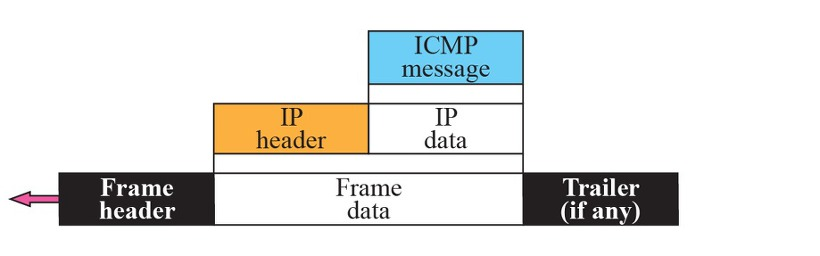 ICMP
message
IP
header
IP
data
Frame
header
Frame
data
Trailer
(if any)